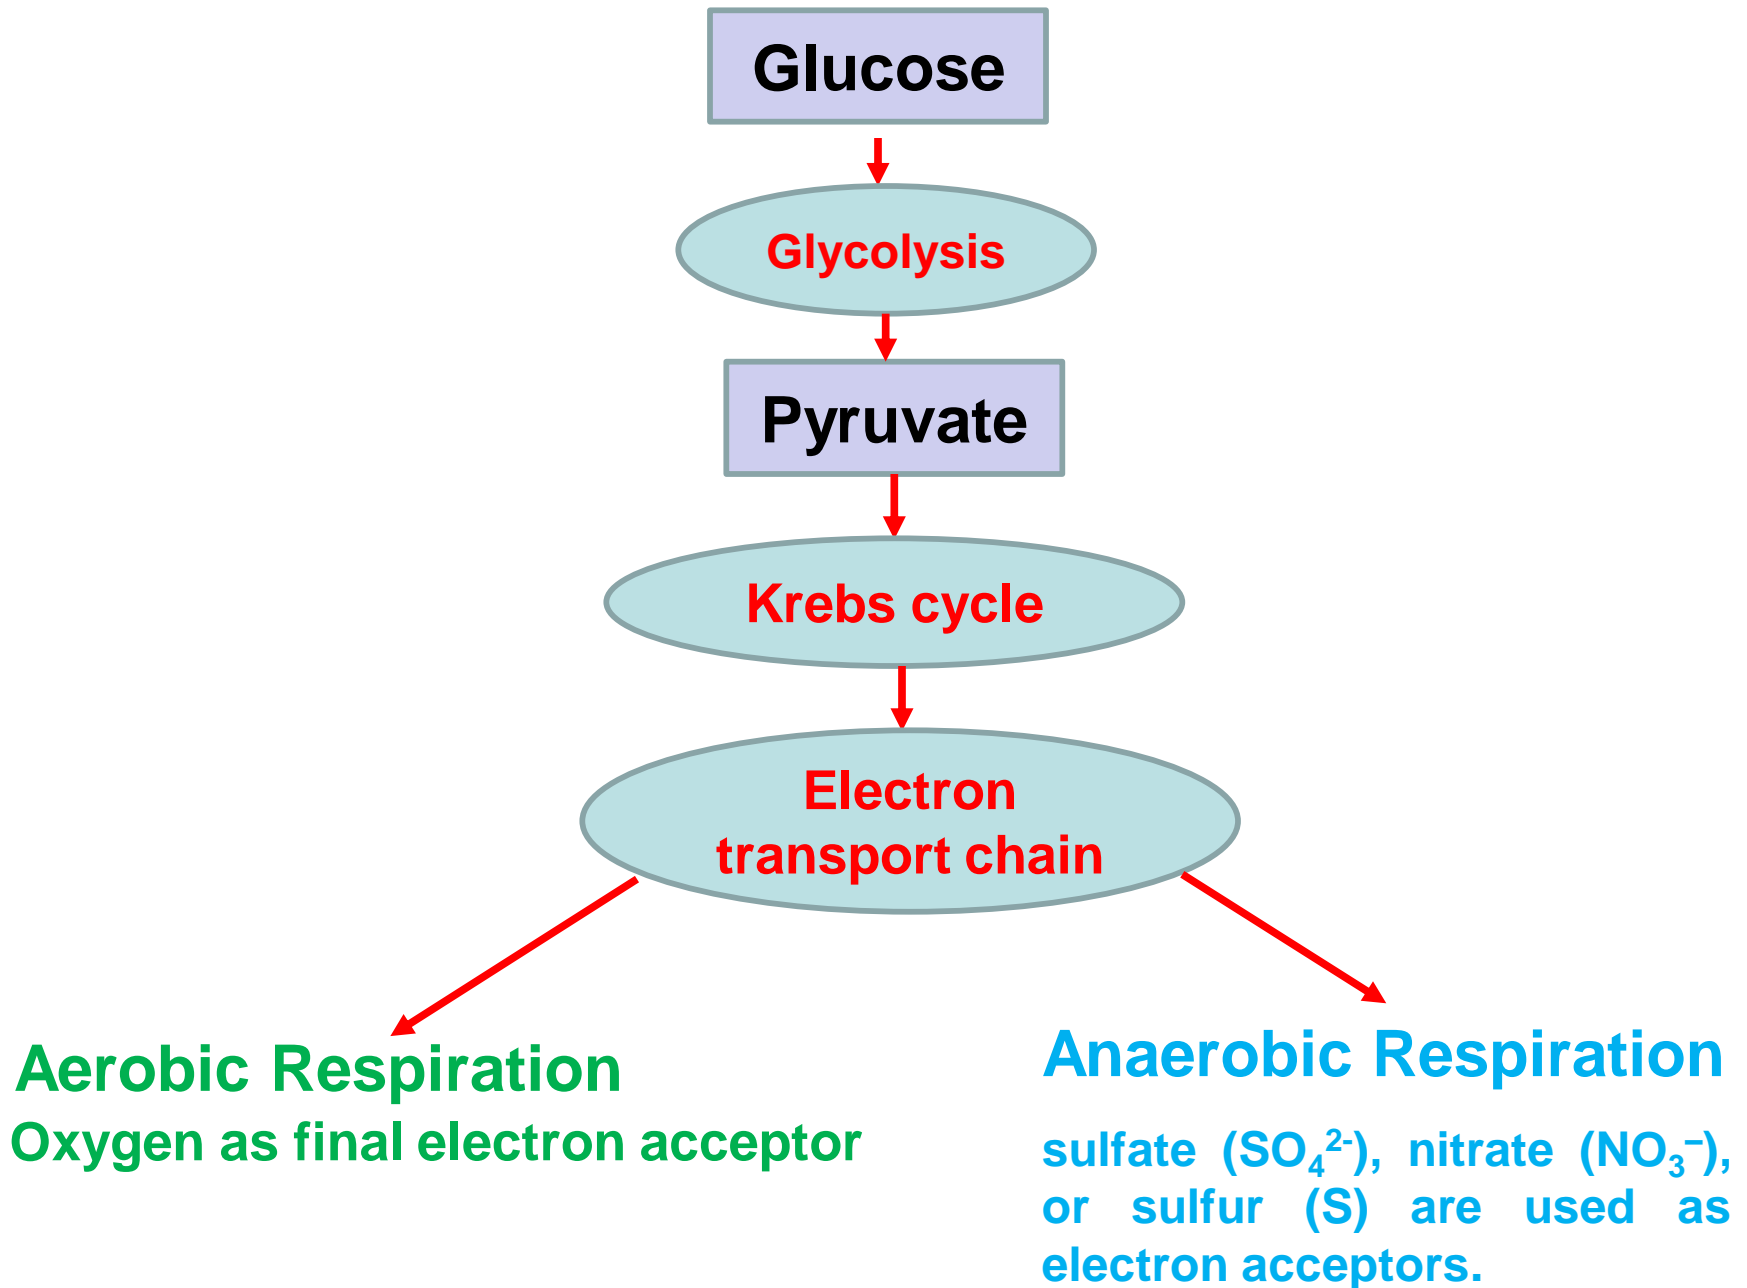 Glucose
Glycolysis
Pyruvate
Krebs cycle
Electron
transport chain
Aerobic Respiration
Oxygen as final electron acceptor
Anaerobic Respiration
sulfate (SO₄²⁻), nitrate (NO₃⁻),
or sulfur (S) are used as
electron acceptors.